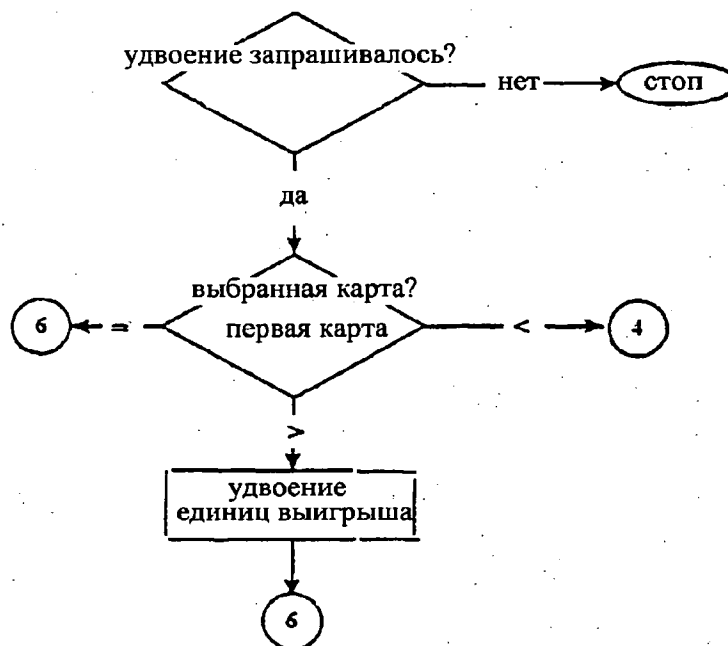 удвоение запрашивалось?
нет
стоп
да
выбранная карта?
6
=
первая карта
<
4
>
удвоение
единиц выигрыша
6